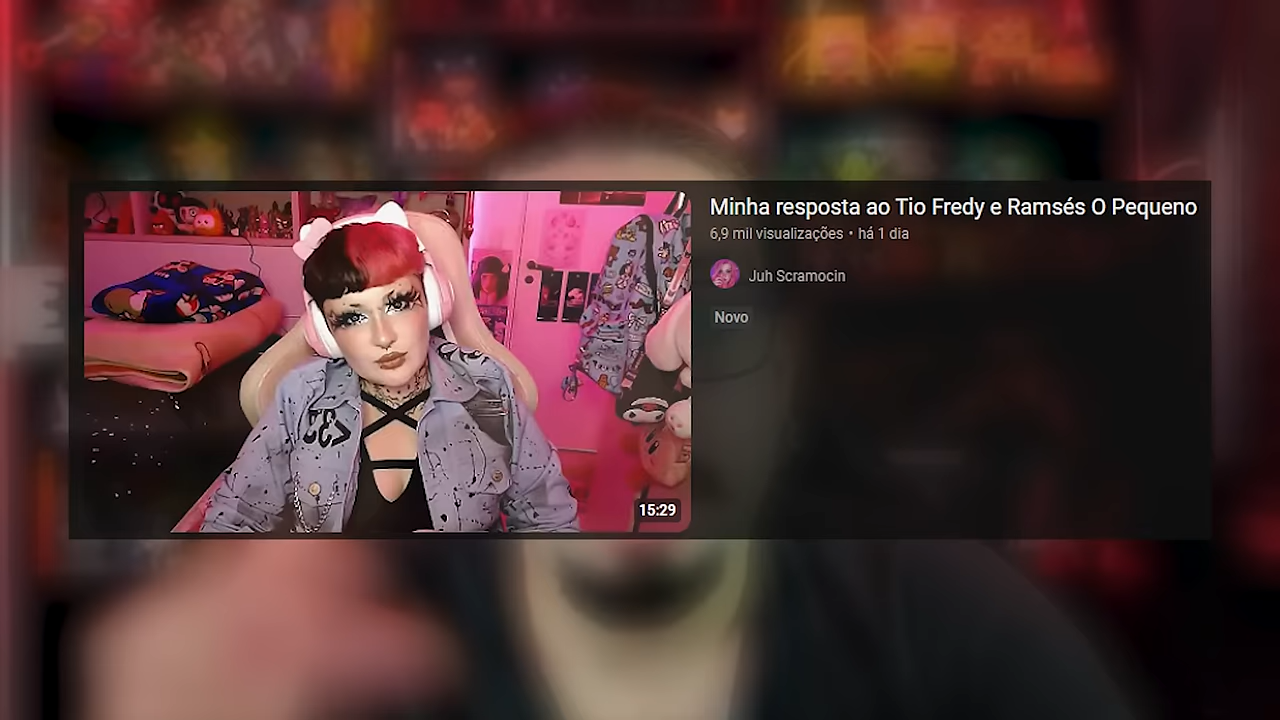 Minha resposta ao Tio Fredy e Ramsés O Pequeno
6,9 mil visualizações • há 1 dia
Juh Scramocin
Novo
15:29